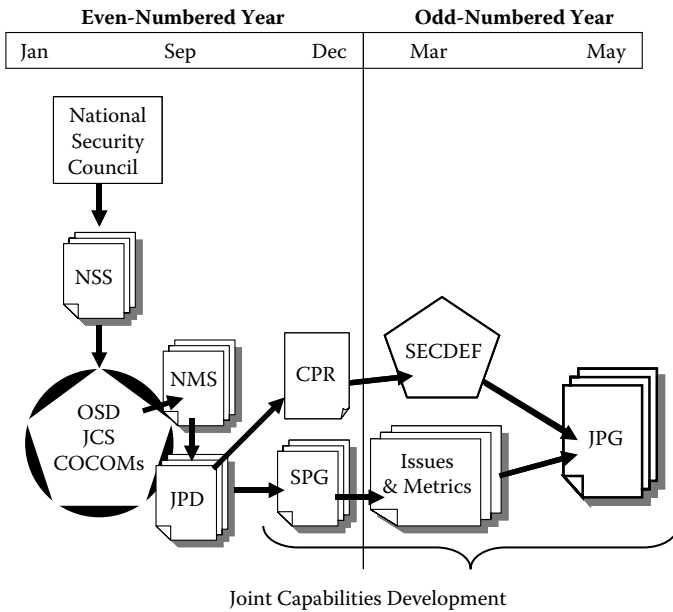 Even-Numbered Year
Odd-Numbered Year
Jan Sep Dec Mar May
National
Security
Council
NSS
OSD
JCS
COCOMs
NMS
JPD
CPR
SPG
SECDEF
Issues
& Metrics
JPG
Joint Capabilities Development